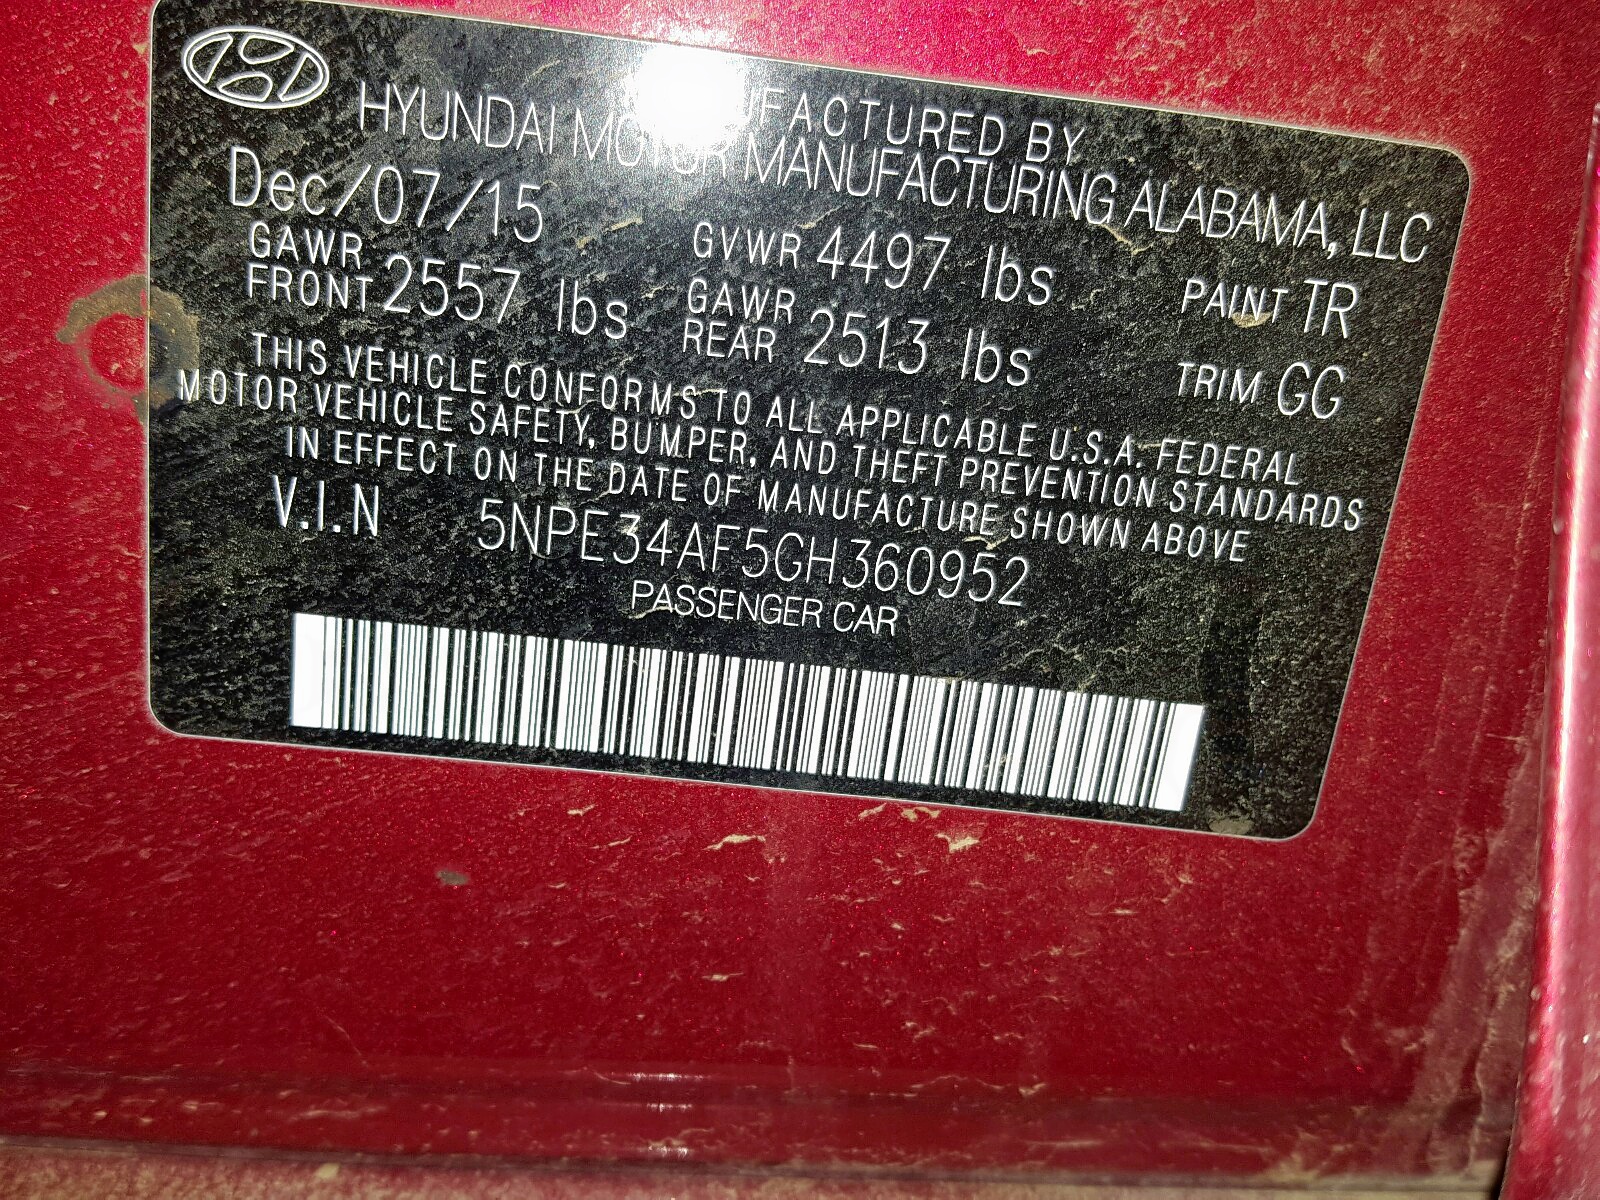 MANUFACTURED BY
HYUNDAI MOTOR MANUFACTURING ALABAMA, LLC
Dec/07/15
GAWR FRONT 2557 lbs GVWR 4497 lbs PAINT TR
GAWR REAR 2513 lbs TRIM GG
THIS VEHICLE CONFORMS TO ALL APPLICABLE U.S.A. FEDERAL
MOTOR VEHICLE SAFETY, BUMPER, AND THEFT PREVENTION STANDARDS
IN EFFECT ON THE DATE OF MANUFACTURE SHOWN ABOVE
V.I.N 5NPE34AF5GH360952
PASSENGER CAR